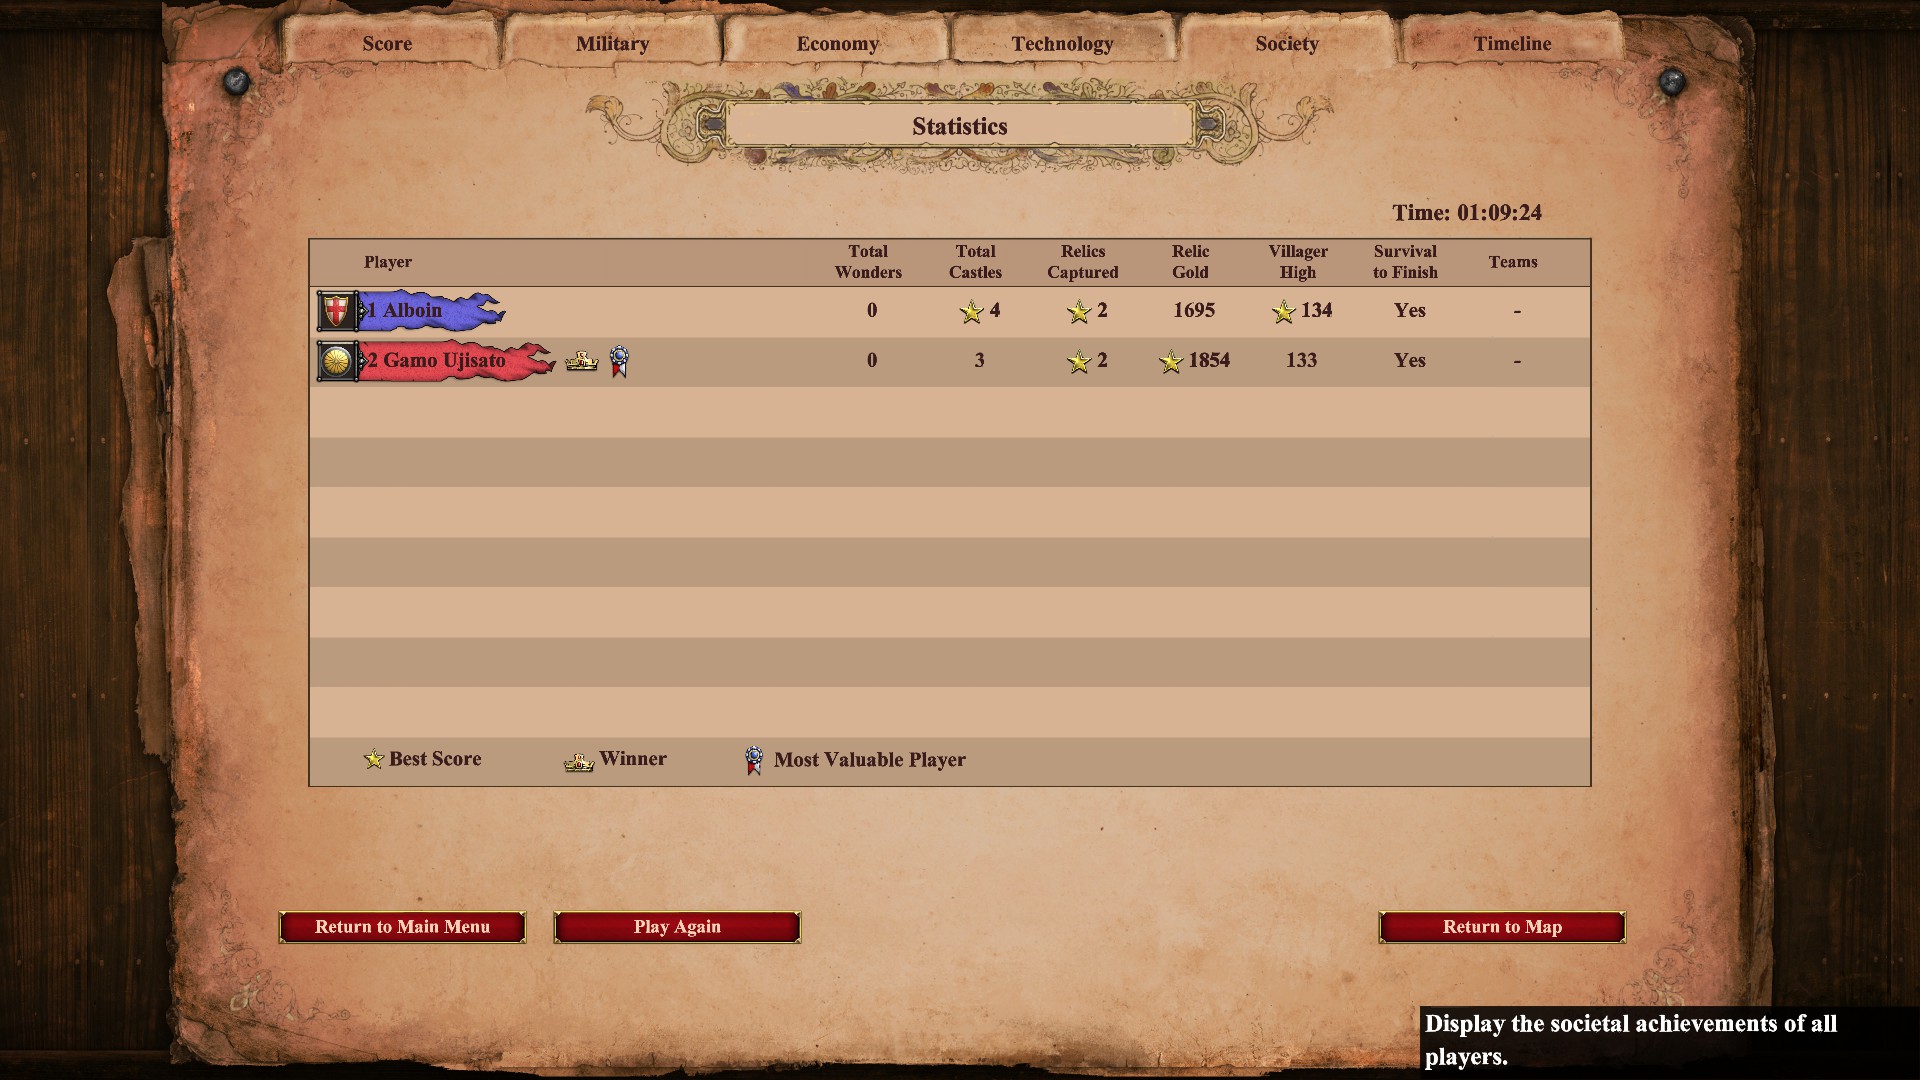 Score Military Economy Technology Society Timeline
Statistics
Time: 01:09:24
Player Total Wonders Total Castles Relics Captured Relic Gold Villager High Survival to Finish Teams
1 Alboin 0 4 2 1695 134 Yes -
2 Gamo Ujisato 0 3 2 1854 133 Yes -
Best Score Winner Most Valuable Player
Return to Main Menu Play Again Return to Map
Display the societal achievements of all
players.